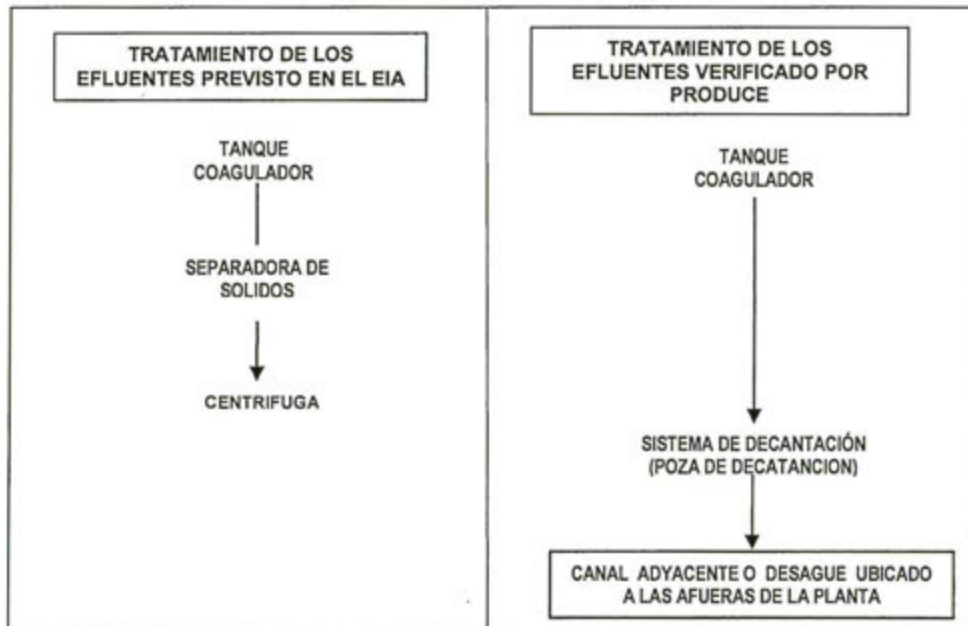 TRATAMIENTO DE LOS
EFLUENTES PREVISTO EN EL EIA
TANQUE
COAGULADOR
SEPARADORA DE
SOLIDOS
CENTRIFUGA
TRATAMIENTO DE LOS
EFLUENTES VERIFICADO POR
PRODUCE
TANQUE
COAGULADOR
SISTEMA DE DECANTACIÓN
(POZA DE DECATANCION)
CANAL ADYACENTE O DESAGUE UBICADO
A LAS AFUERAS DE LA PLANTA